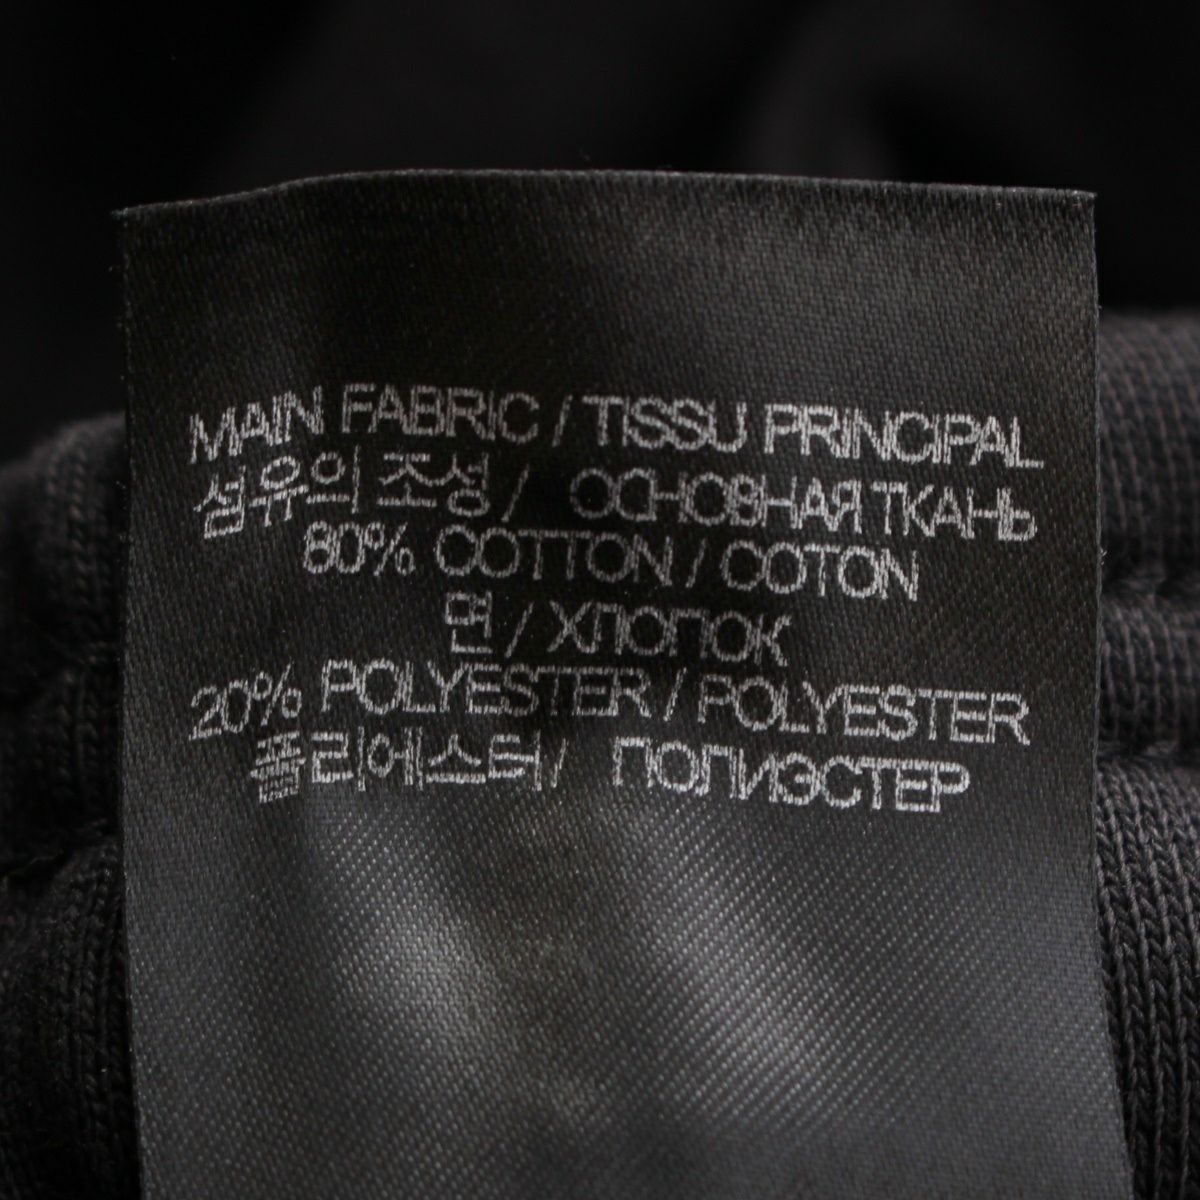 MAIN FABRIC / TISSU PRINCIPAL
섬유의 조성 / ОСНОВНАЯ ТКАНЬ
80% COTTON / COTON
면 / ХЛОПОК
20% POLYESTER / POLYESTER
폴리에스터 / ПОЛИЭСТЕР